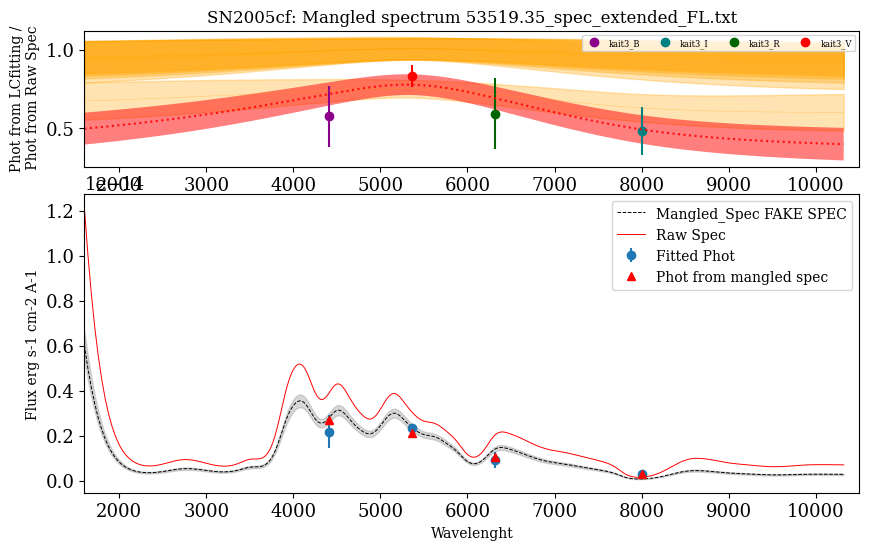 SN2005cf: Mangled spectrum 53519.35_spec_extended_FL.txt
Phot from LCfitting /
Phot from Raw Spec
1.0
0.5
kait3_B kait3_I kait3_R kait3_V
2000 3000 4000 5000 6000 7000 8000 9000 10000
1e−14
Flux erg s-1 cm-2 A-1
1.2
1.0
0.8
0.6
0.4
0.2
0.0
Mangled_Spec FAKE SPEC
Raw Spec
Fitted Phot
Phot from mangled spec
2000 3000 4000 5000 6000 7000 8000 9000 10000
Wavelenght